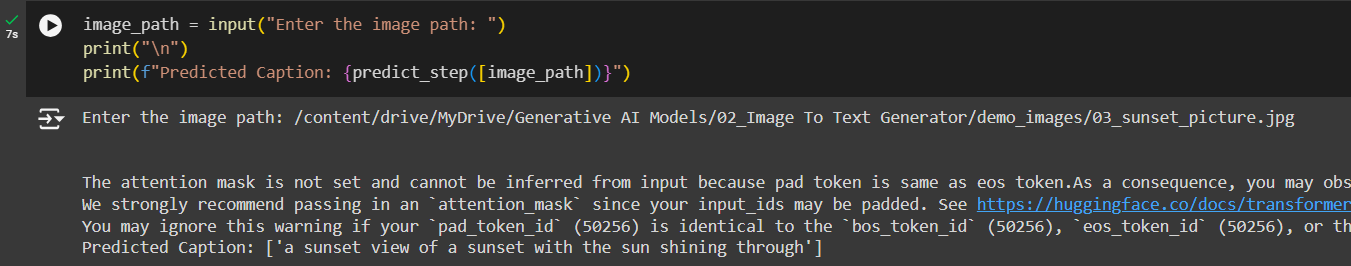 7s
image_path = input("Enter the image path: ")
print("\n")
print(f"Predicted Caption: {predict_step([image_path])}")
Enter the image path: /content/drive/MyDrive/Generative AI Models/02_Image To Text Generator/demo_images/03_sunset_picture.jpg
The attention mask is not set and cannot be inferred from input because pad token is same as eos token.As a consequence, you may obs
We strongly recommend passing in an `attention_mask` since your input_ids may be padded. See https://huggingface.co/docs/transformer
You may ignore this warning if your `pad_token_id` (50256) is identical to the `bos_token_id` (50256), `eos_token_id` (50256), or th
Predicted Caption: ['a sunset view of a sunset with the sun shining through']